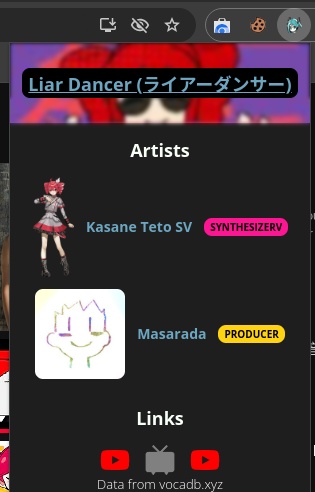 Liar Dancer (ライアーダンサー)
Artists
Kasane Teto SV SYNTHESIZERV
Masarada PRODUCER
Links
Data from vocadb.xyz